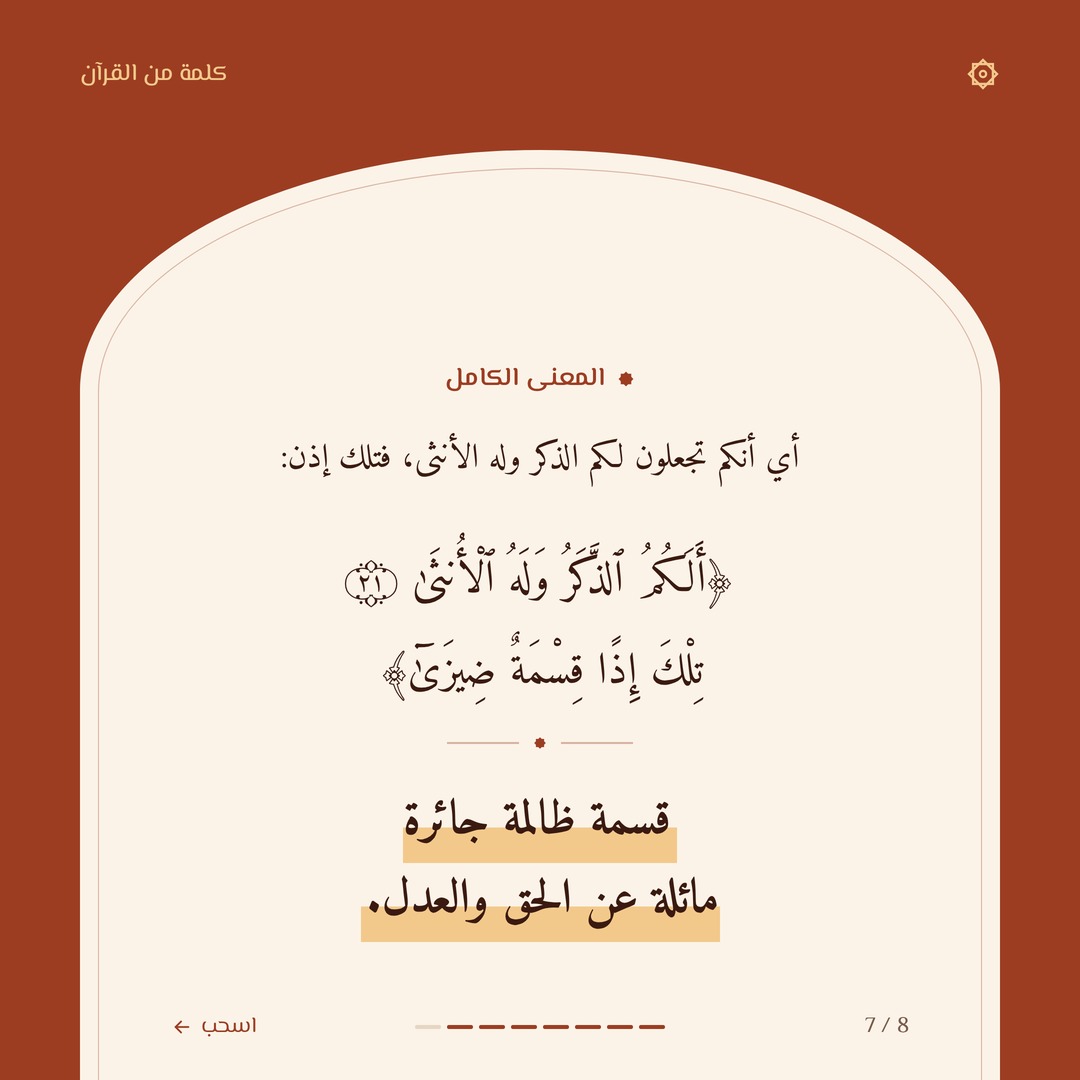 كلمة من القرآن
المعنى الكامل
أي أنكم تجعلون لكم الذكر وله الأنثى، فتلك إذن:
﴿أَلَكُمُ ٱلذَّكَرُ وَلَهُ ٱلْأُنثَىٰ ٢١
تِلْكَ إِذًا قِسْمَةٌ ضِيزَىٰٓ﴾
قسمة ظالمة جائرة
مائلة عن الحق والعدل.
7 / 8
اسحب ←